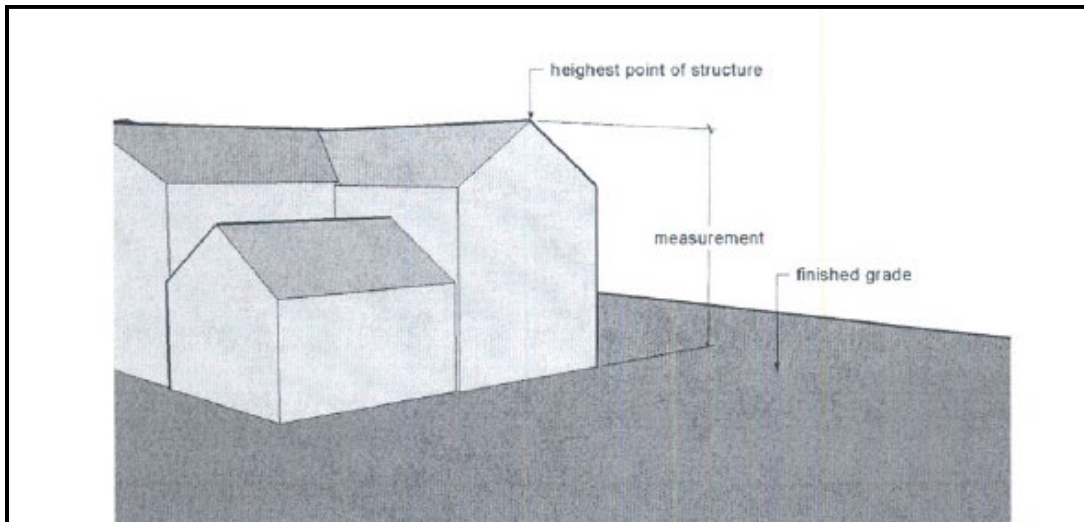 heighest point of structure
measurement
finished grade